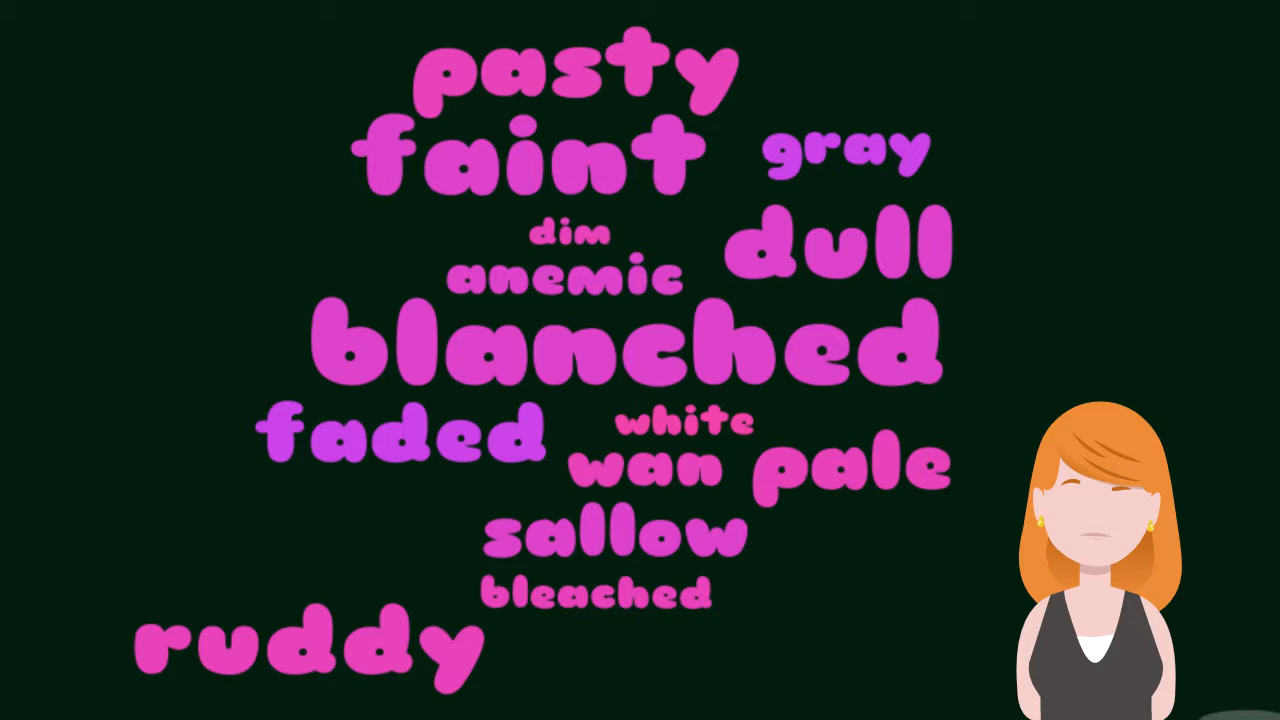 pasty
faint
gray
dim
dull
anemic
blanched
faded
white
wan
pale
sallow
bleached
ruddy